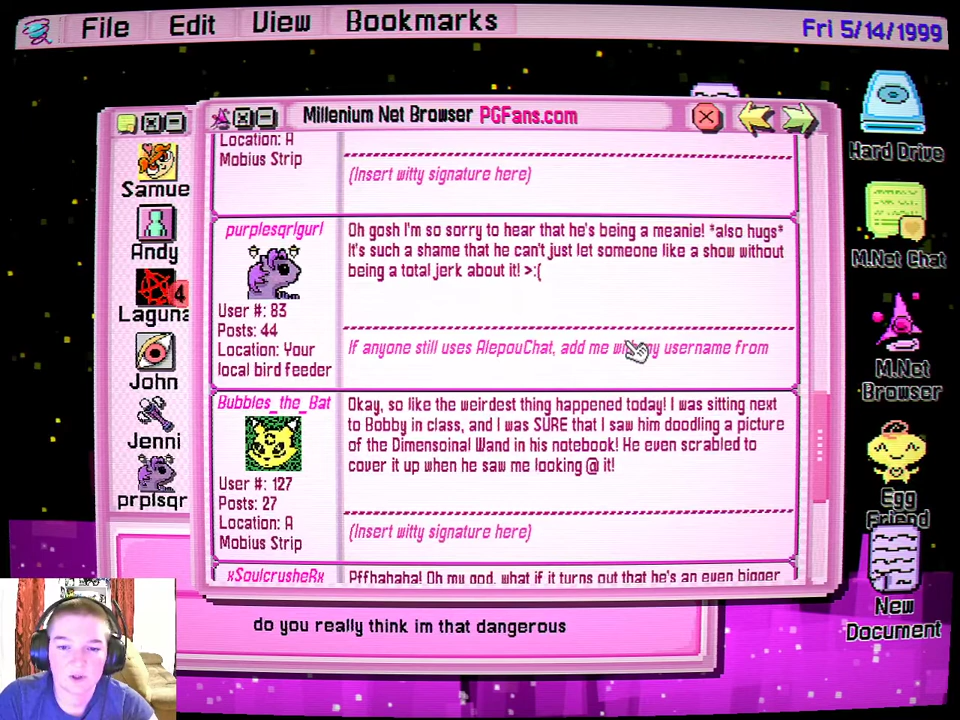 File Edit View Bookmarks
Fri 5/14/1999
Millenium Net Browser PGFans.com
Samue
Andy
4
Laguna
John
Jenni
prplsqr
Location: A
Mobius Strip
(Insert witty signature here)
purplesqrlgurl
User #: 83
Posts: 44
Location: Your
local bird feeder
Oh gosh I'm so sorry to hear that he's being a meanie! *also hugs*
It's such a shame that he can't just let someone like a show without
being a total jerk about it! >:(
If anyone still uses AlepouChat, add me my username from
Bubbles_the_Bat
User #: 127
Posts: 27
Location: A
Mobius Strip
Okay, so like the weirdest thing happened today! I was sitting next
to Bobby in class, and I was SURE that I saw him doodling a picture
of the Dimensoinal Wand in his notebook! He even scrabled to
cover it up when he saw me looking @ it!
(Insert witty signature here)
xSoulcrusheRx
Pffhahaha! Oh my god, what if it turns out that he's an even bigger
do you really think im that dangerous
Hard Drive
M.Net Chat
M.Net
Browser
Egg
Friend
New
Document